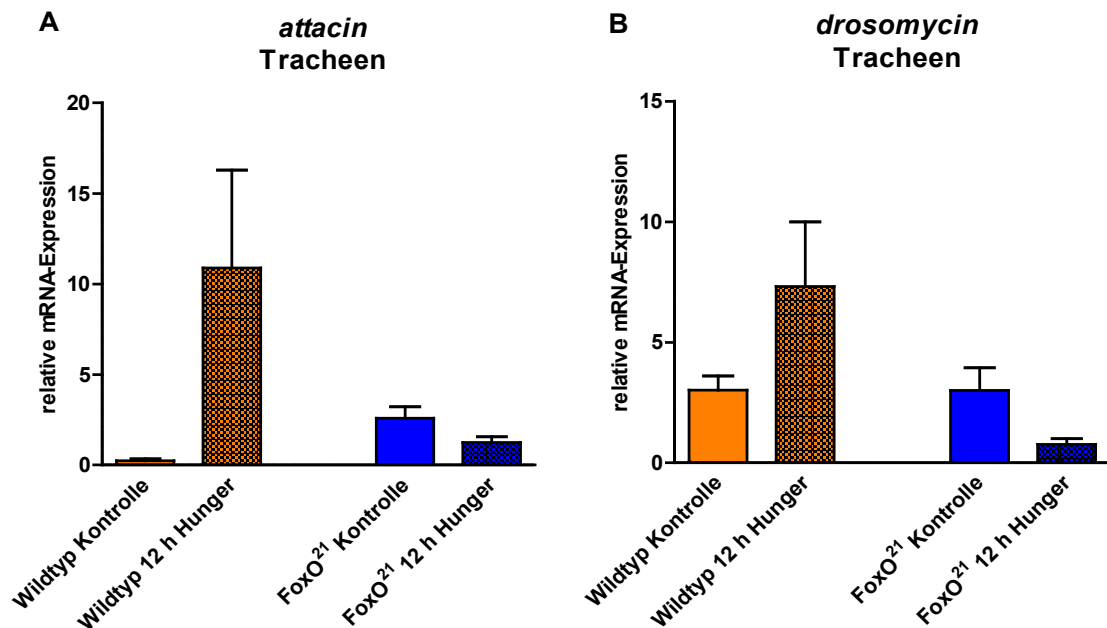 A
attacin
Tracheen
relative mRNA-Expression
20
15
10
5
0
Wildtyp Kontrolle
Wildtyp 12 h Hunger
FoxO²¹ Kontrolle
FoxO²¹ 12 h Hunger
B
drosomycin
Tracheen
relative mRNA-Expression
15
10
5
0
Wildtyp Kontrolle
Wildtyp 12 h Hunger
FoxO²¹ Kontrolle
FoxO²¹ 12 h Hunger